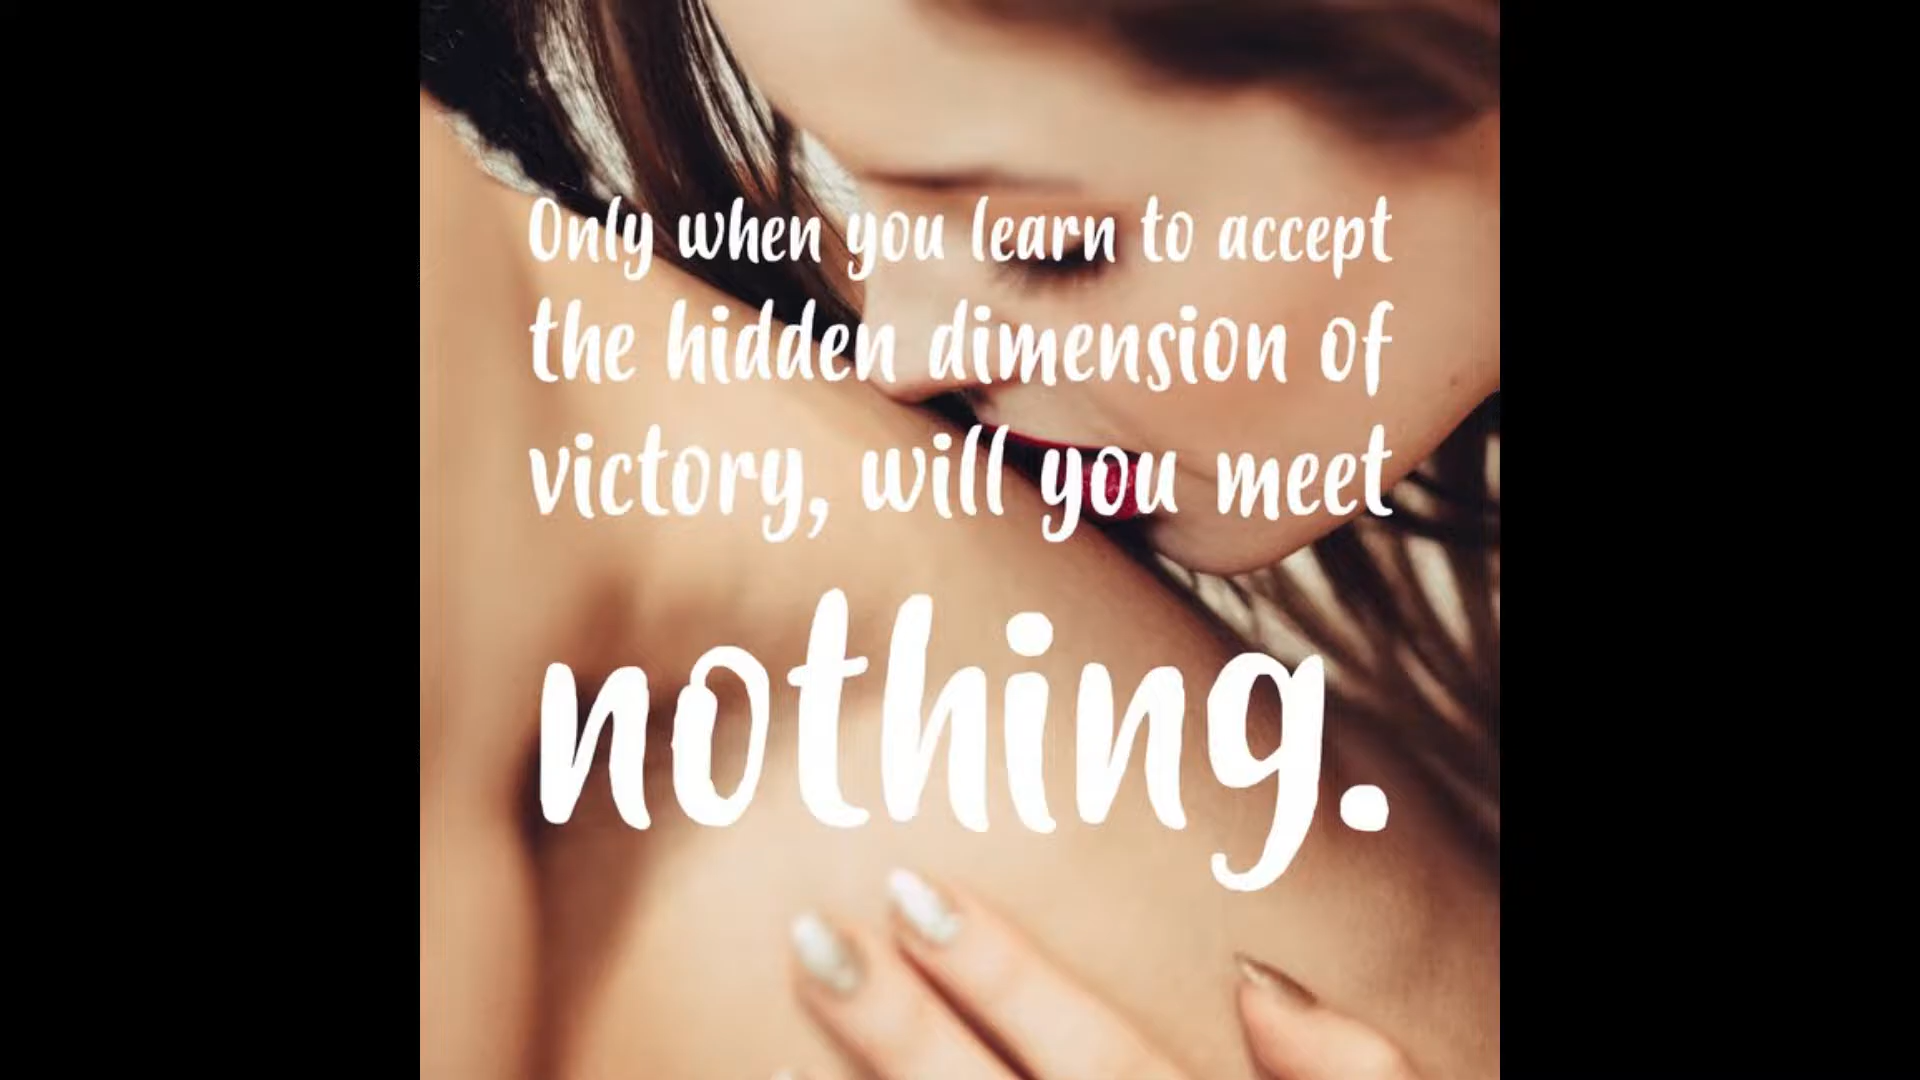 Only when you learn to accept
the hidden dimension of
victory, will you meet
nothing.